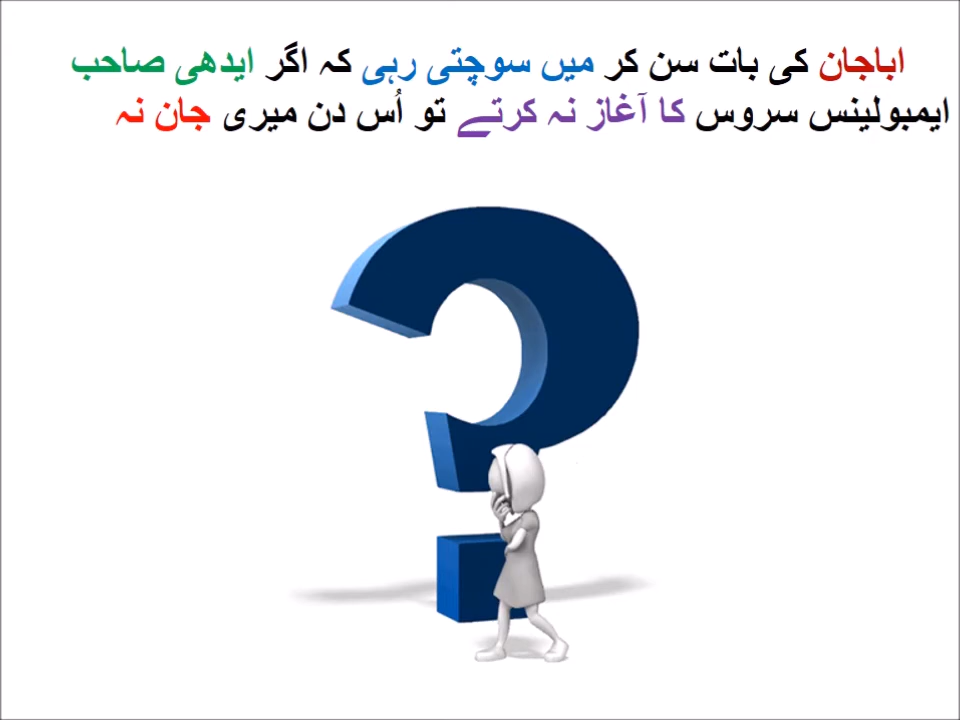 اباجان کی بات سن کر میں سوچتی رہی کہ اگر ایدھی صاحب
ایمبولینس سروس کا آغاز نہ کرتے تو اُس دن میری جان نہ